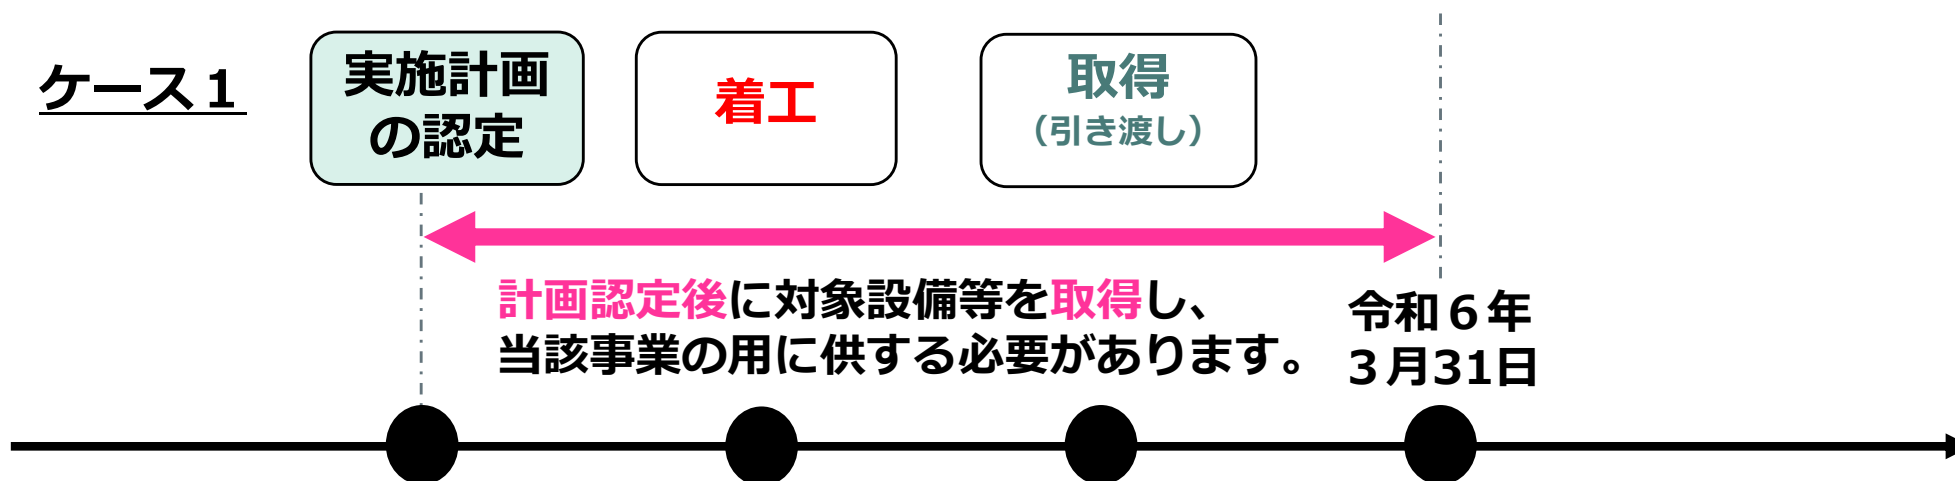 ケース１
実施計画
の認定
着工
取得
（引き渡し）
計画認定後に対象設備等を取得し、
当該事業の用に供する必要があります。
令和６年
３月31日